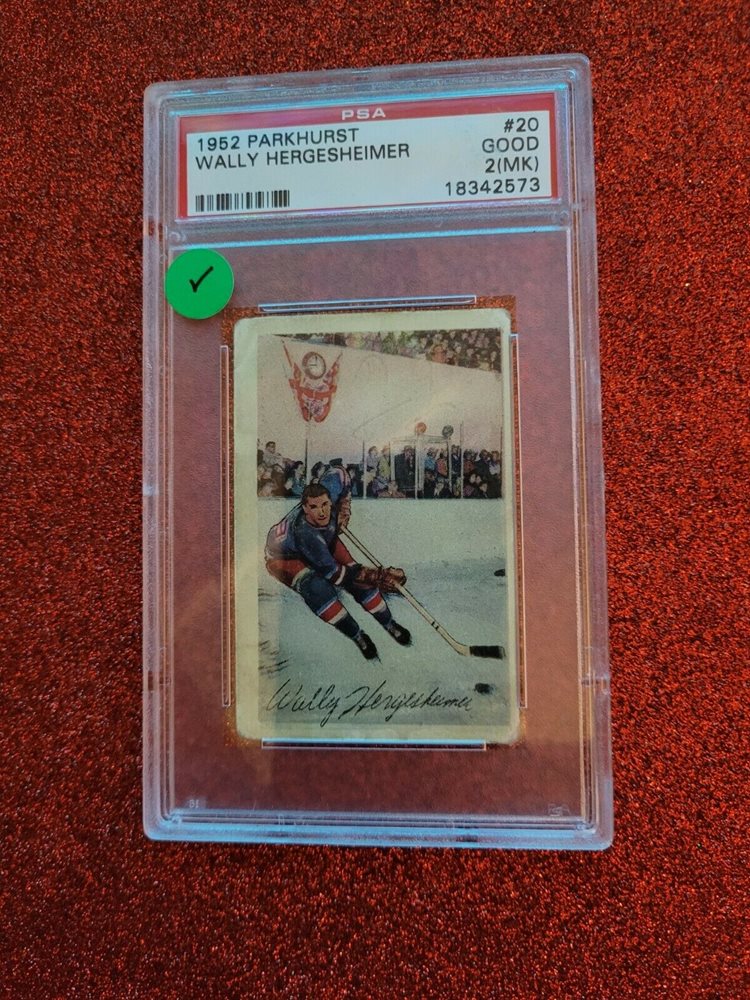 PSA
1952 PARKHURST #20
WALLY HERGESHEIMER GOOD
2(MK)
18342573
Wally Hergesheimer